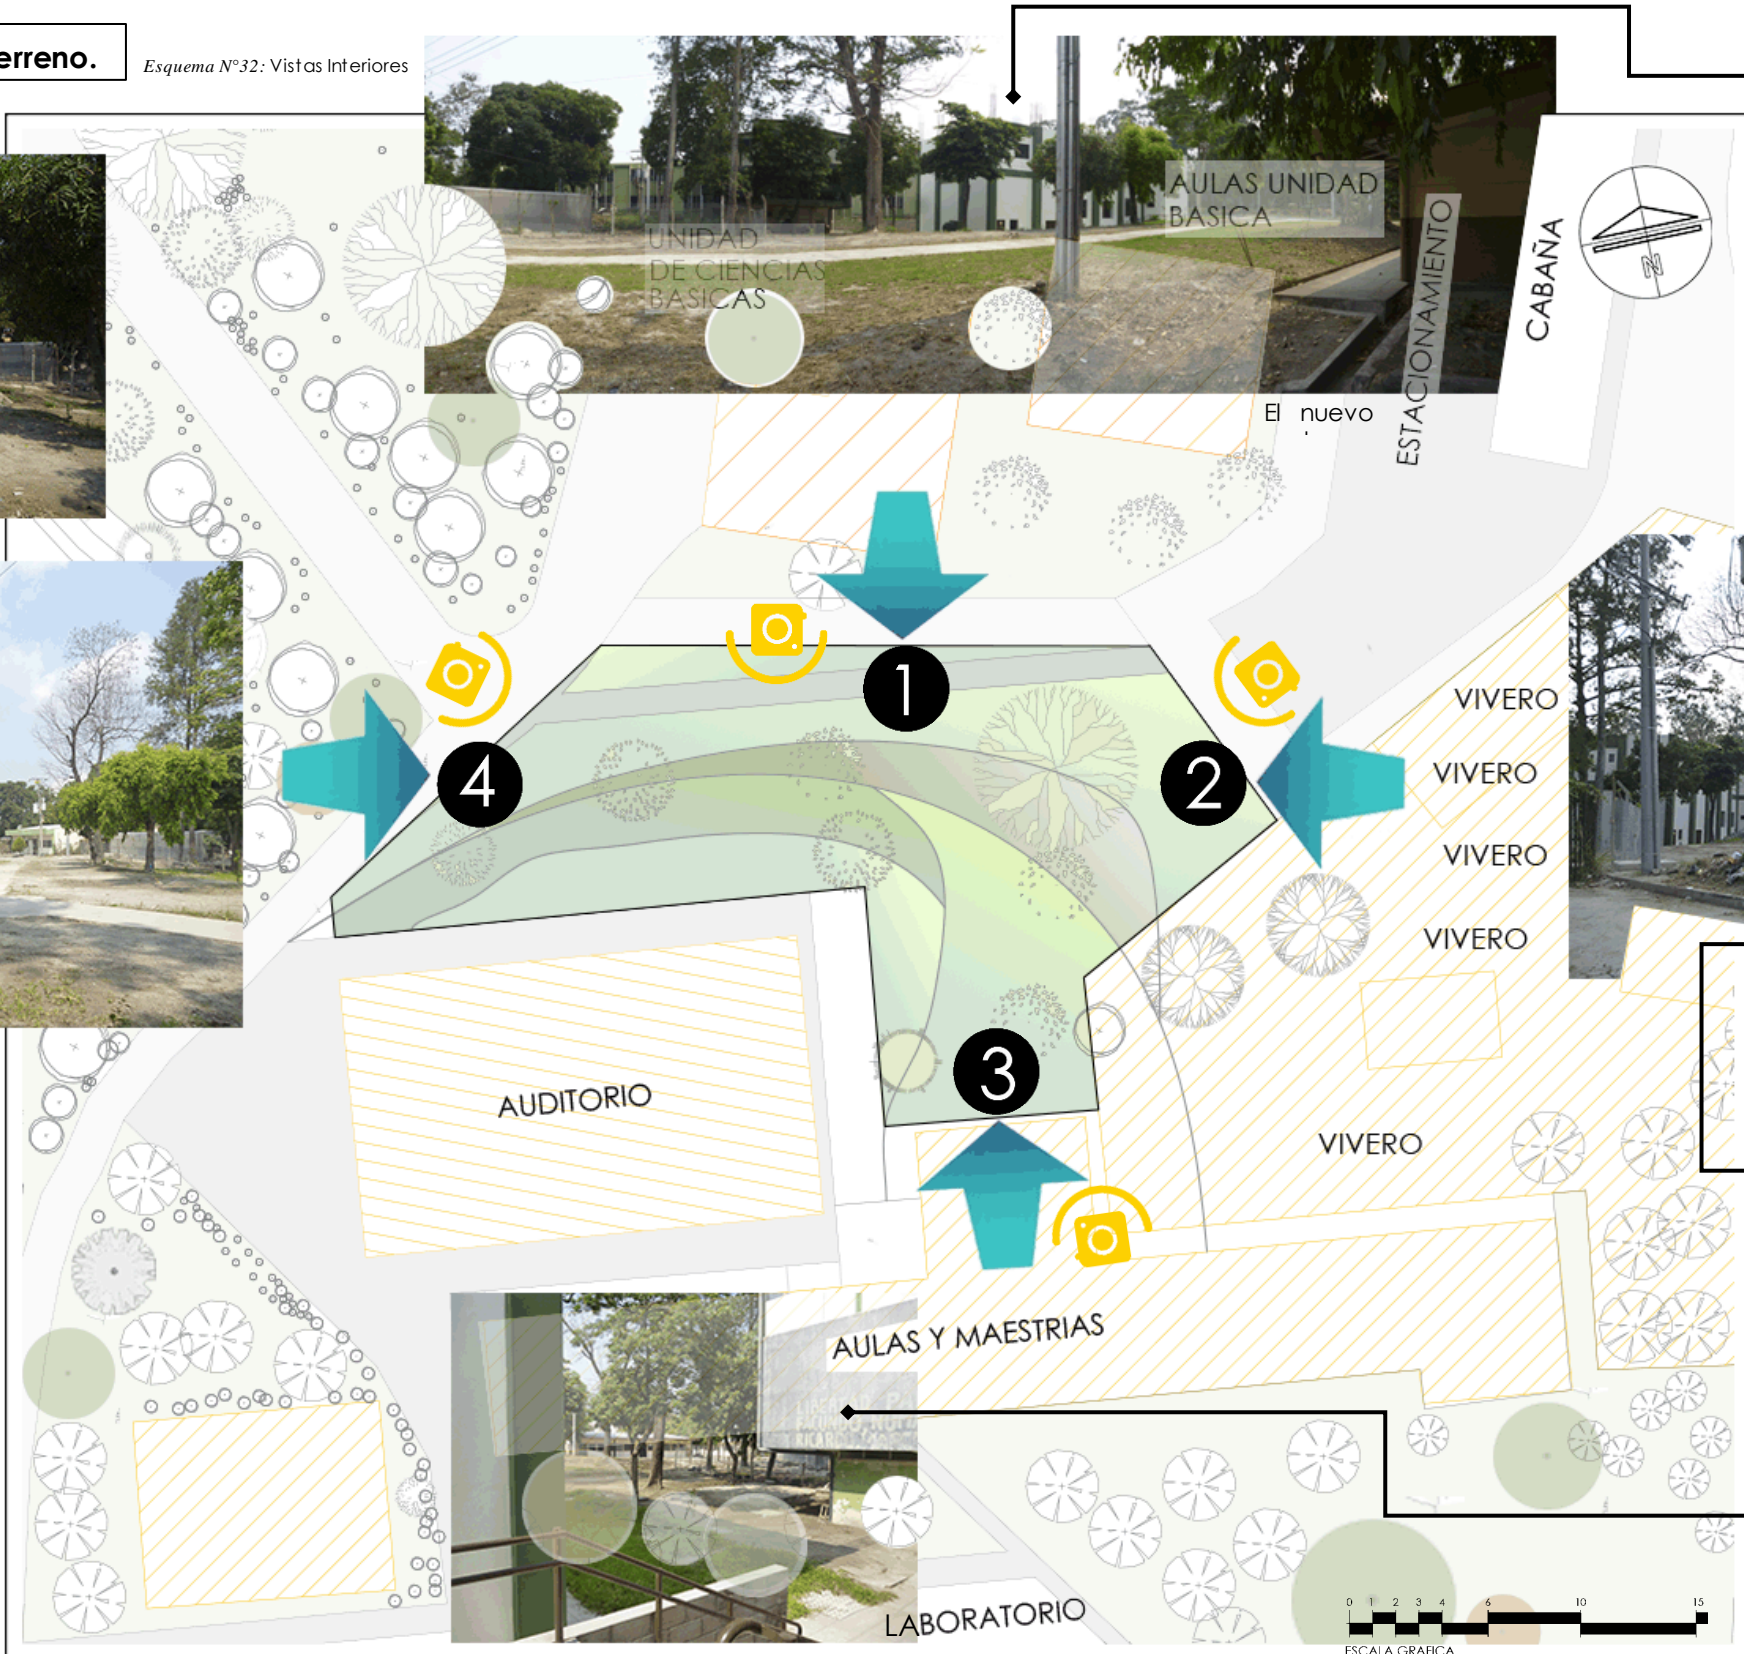 erreno.
Esquema N°32: Vistas Interiores
UNIDAD
DE CIENCIAS
BASICAS
AULAS UNIDAD
BASICA
ESTACIONAMIENTO
CABAÑA
N
El nuevo
1
2
3
4
VIVERO
VIVERO
VIVERO
VIVERO
VIVERO
AUDITORIO
AULAS Y MAESTRIAS
LABORATORIO
0 1 2 3 4 6 10 15
ESCALA GRAFICA